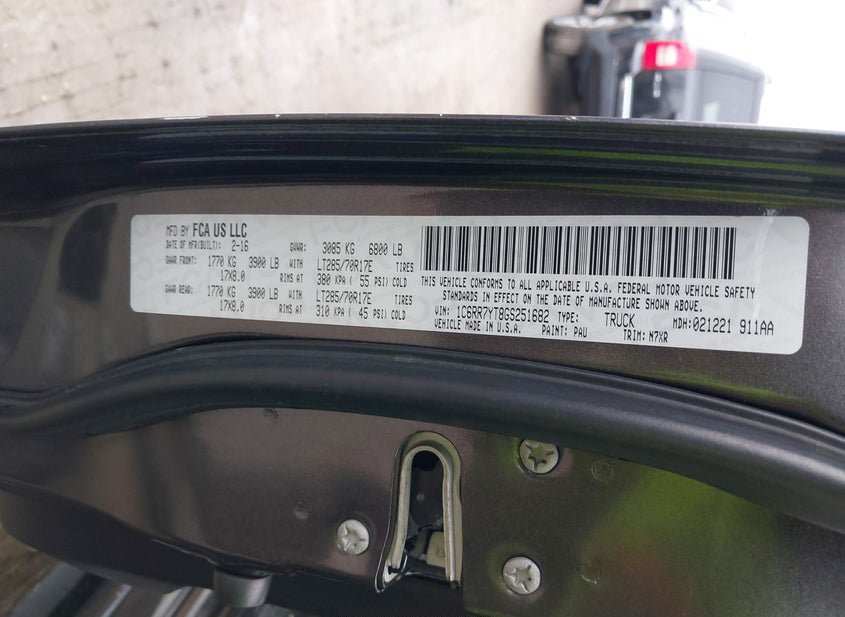 MFD BY FCA US LLC
DATE OF MFR(BUILT): 2-16 GVWR: 3085 KG 6800 LB
GAWR FRONT: 1770 KG 3900 LB WITH LT285/70R17E TIRES
17X8.0 RIMS AT 380 KPA ( 55 PSI) COLD
GAWR REAR: 1770 KG 3900 LB WITH LT285/70R17E TIRES
17X8.0 RIMS AT 310 KPA ( 45 PSI) COLD
THIS VEHICLE CONFORMS TO ALL APPLICABLE U.S.A. FEDERAL MOTOR VEHICLE SAFETY
STANDARDS IN EFFECT ON THE DATE OF MANUFACTURE SHOWN ABOVE.
VIN: 1C6RR7YT8GS251682 TYPE: TRUCK MDH:021221 911AA
VEHICLE MADE IN U.S.A. PAINT: PAU TRIM: N7XR